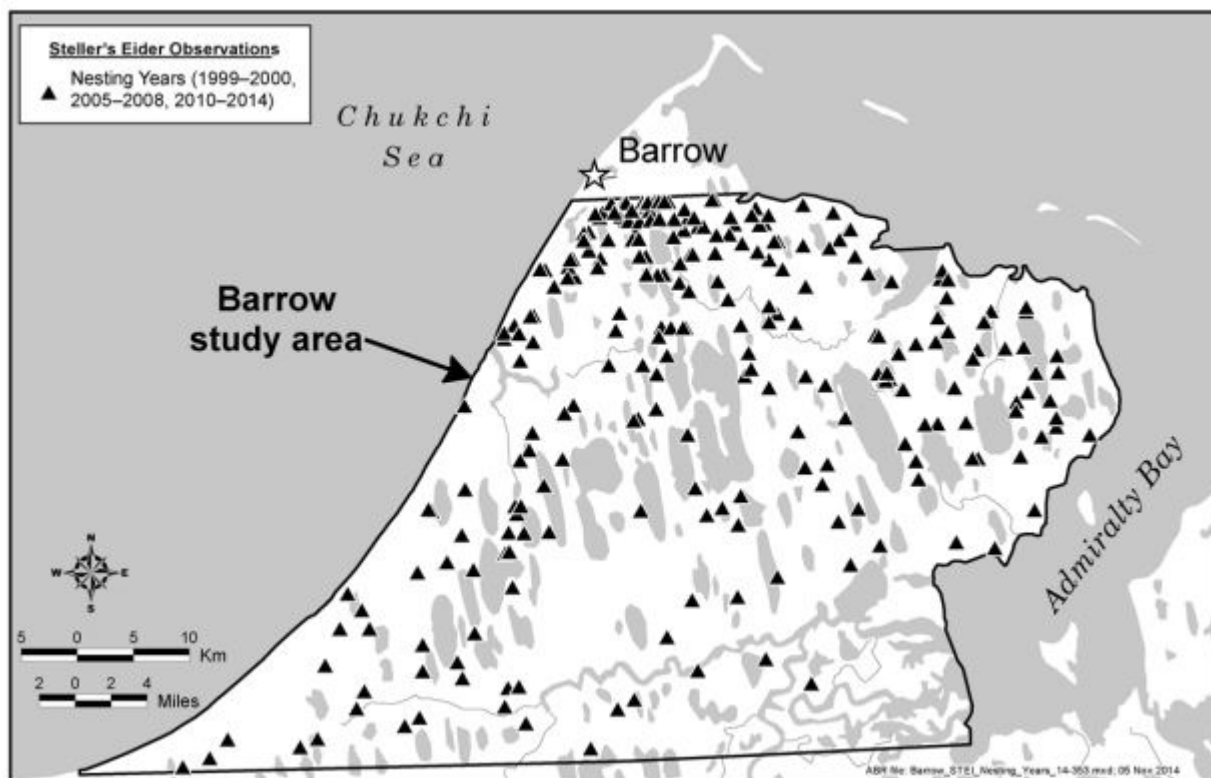 Steller's Eider Observations
Nesting Years (1999–2000,
2005–2008, 2010–2014)
Chukchi
Sea
Barrow
Barrow
study area
Admiralty Bay
N
W E
S
5 0 5 10
Km
2 0 2 4
Miles
ABR file: Barrow_STEI_Nesting_Years_14-353.mxd; 05 Nov 2014